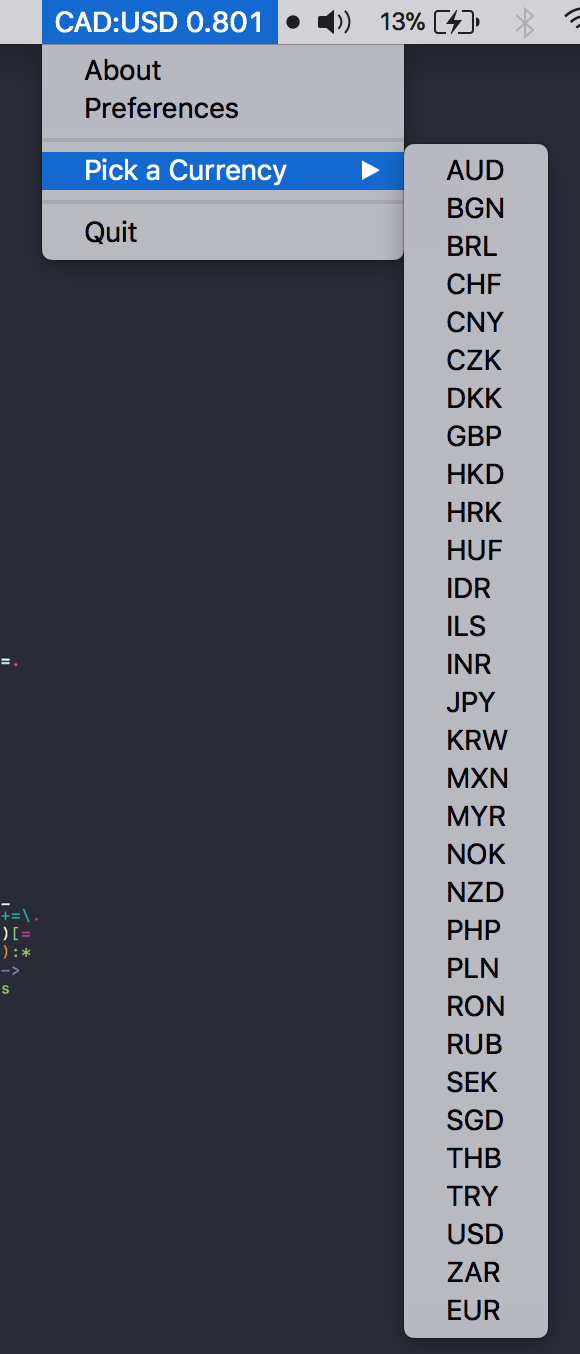 CAD:USD 0.801 13%
About
Preferences
Pick a Currency
Quit
AUD
BGN
BRL
CHF
CNY
CZK
DKK
GBP
HKD
HRK
HUF
IDR
ILS
INR
JPY
KRW
MXN
MYR
NOK
NZD
PHP
PLN
RON
RUB
SEK
SGD
THB
TRY
USD
ZAR
EUR
=.
_
+=\.
)[=
):*
->
s